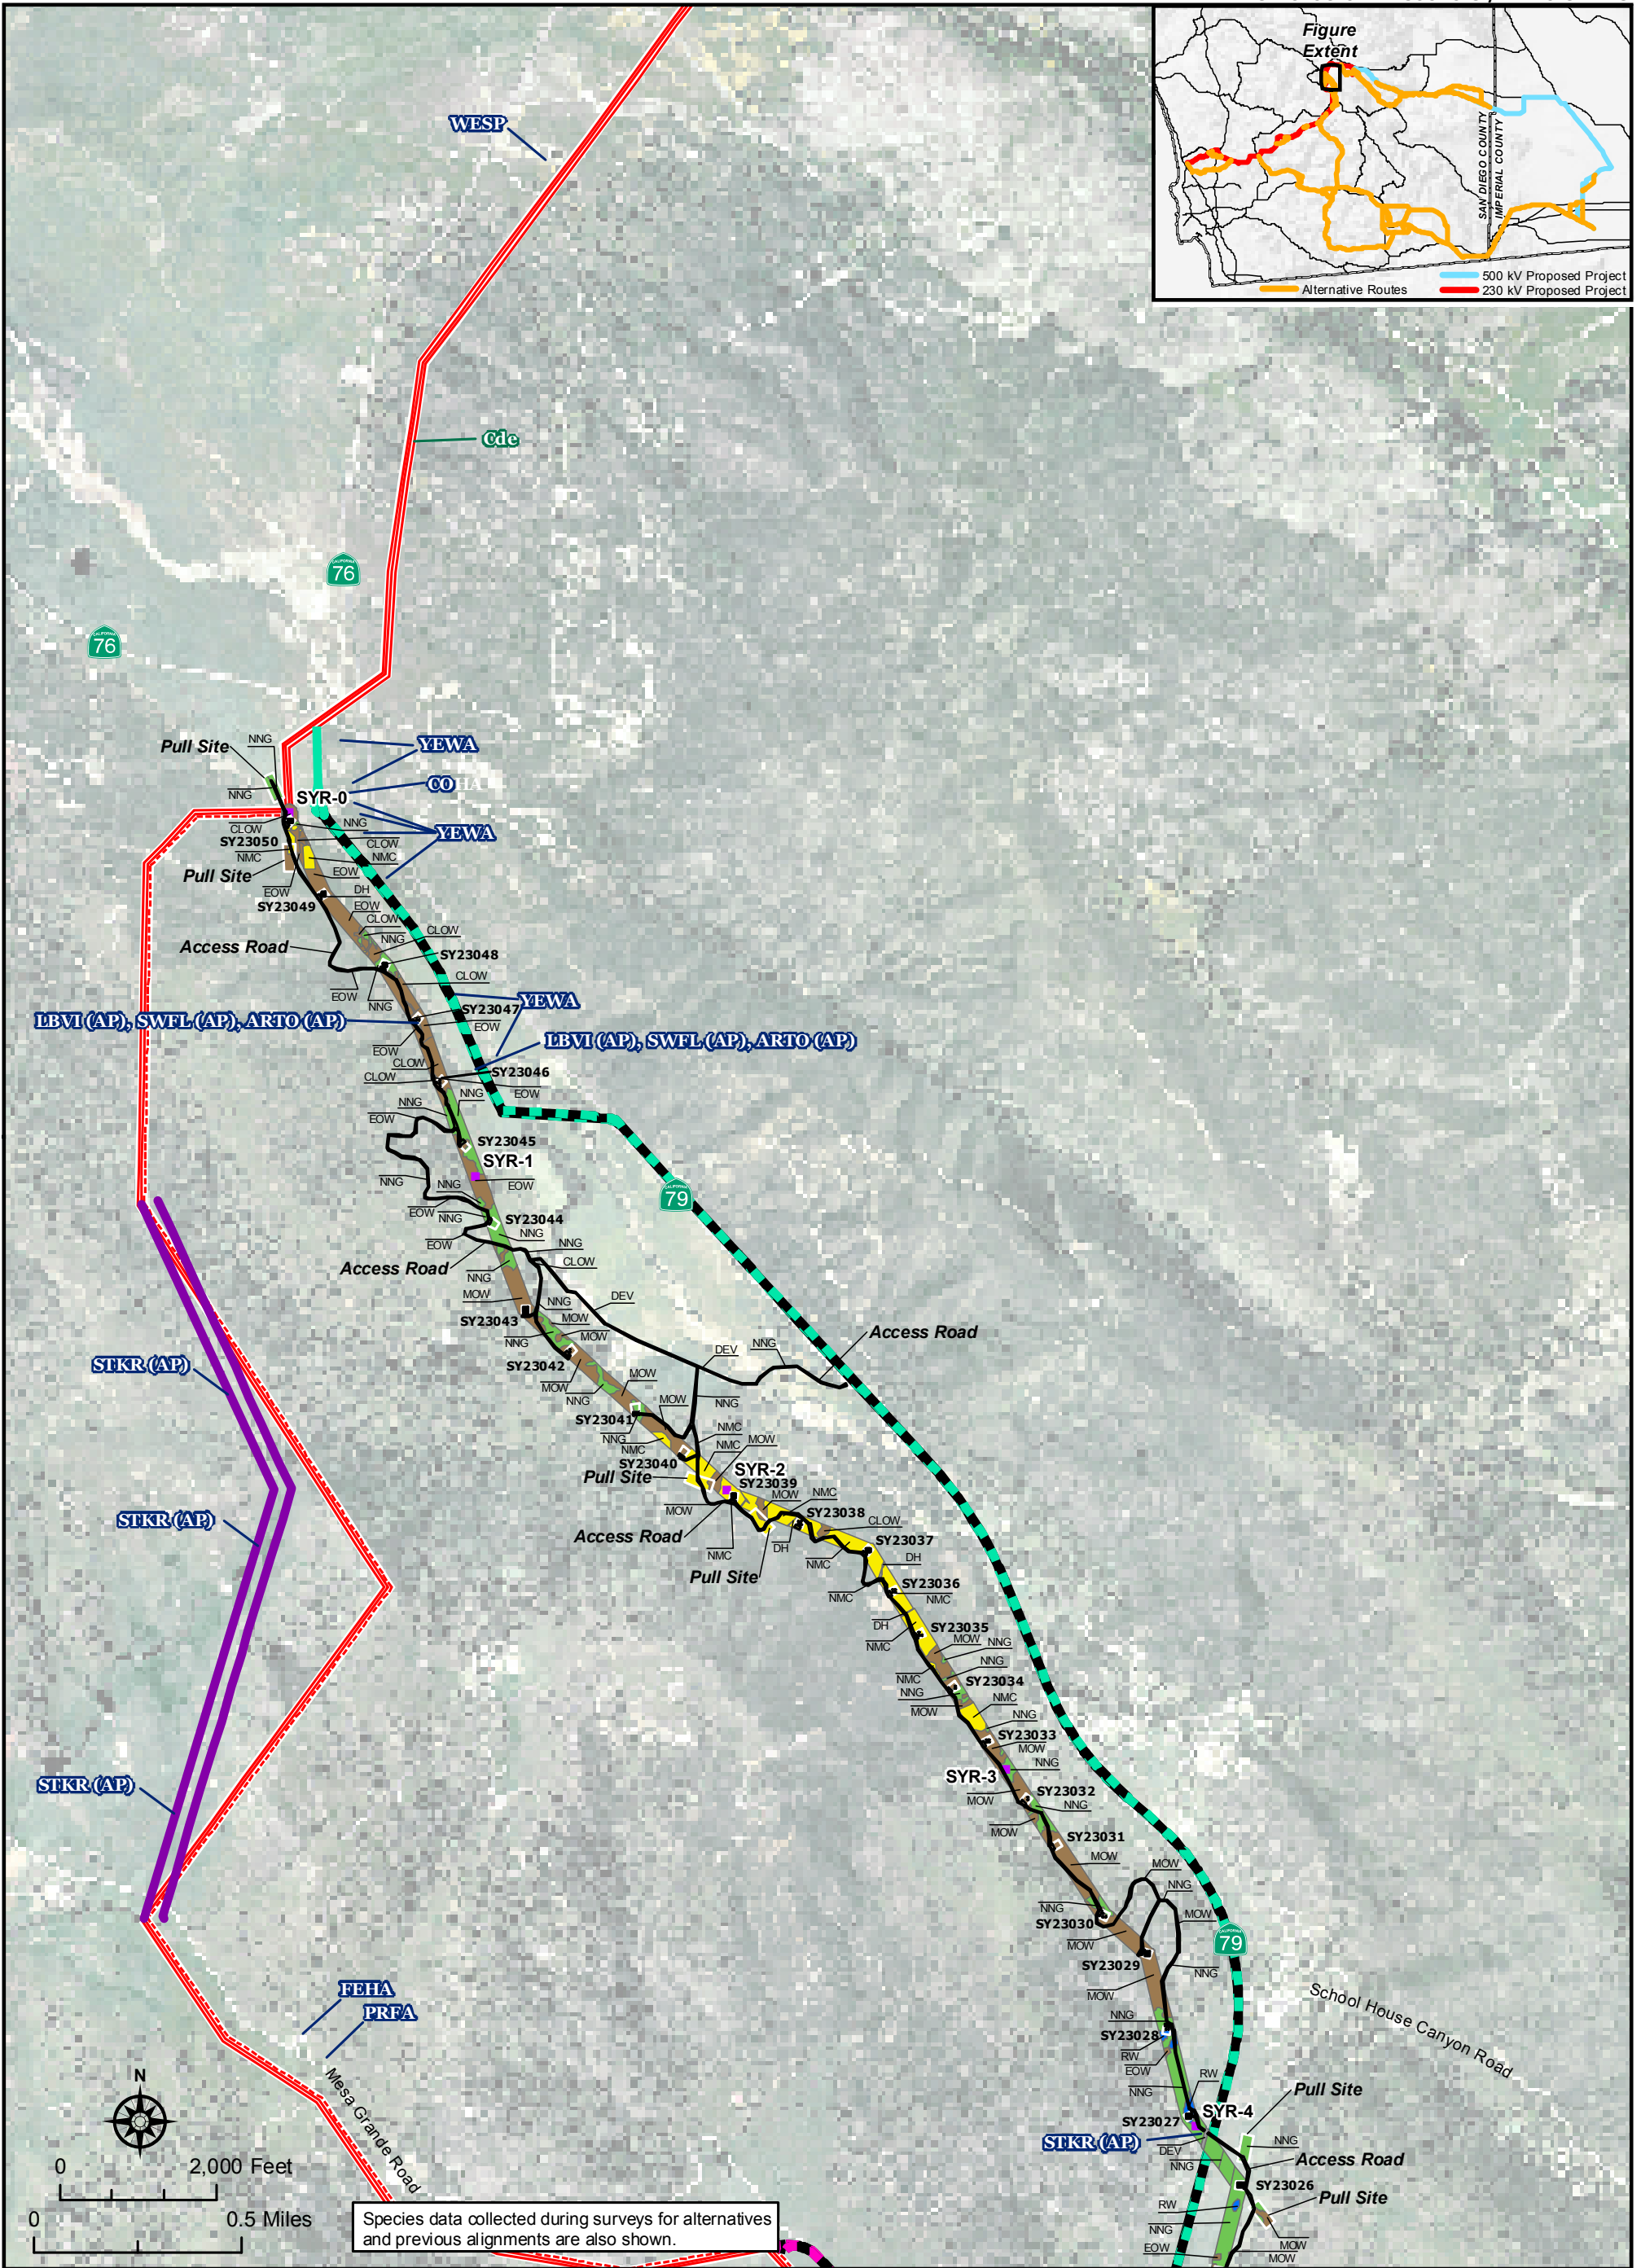 Figure
Extent
SAN DIEGO COUNTY
IMPERIAL COUNTY
500 kV Proposed Project
Alternative Routes
230 kV Proposed Project
WESP
Cde
CALIFORNIA
76
CALIFORNIA
76
Pull Site
NNG
YEWA
NNG
COHA
SYR-0
CLOW
NNG
YEWA
SY23050
CLOW
NMC
NMC
Pull Site
EOW
EOW
DH
SY23049
EOW
CLOW
Access Road
NNG
CLOW
SY23048
CLOW
EOW
NNG
YEWA
SY23047
LBVI (AP), SWFL (AP), ARTO (AP)
EOW
LBVI (AP), SWFL (AP), ARTO (AP)
EOW
CLOW
SY23046
CLOW
EOW
NNG
NNG
EOW
SY23045
SYR-1
NNG
NNG
EOW
CALIFORNIA
79
EOW
NNG
SY23044
NNG
EOW
NNG
Access Road
CLOW
NNG
MOW
DEV
NNG
SY23043
MOW
Access Road
MOW
NNG
NNG
DEV
SY23042
STKR (AP)
MOW
MOW
NNG
MOW
NNG
SY23041
NNG
NMC
NMC
MOW
NMC
SY23040
SYR-2
Pull Site
SY23039
MOW
NMC
MOW
SY23038
STKR (AP)
CLOW
Access Road
SY23037
NMC
DH
DH
NMC
Pull Site
SY23036
NMC
NMC
DH
SY23035
NMC
MOW
NNG
NNG
NMC
SY23034
NNG
NMC
MOW
NNG
SY23033
MOW
NNG
SYR-3
STKR (AP)
SY23032
MOW
NNG
MOW
SY23031
MOW
MOW
NNG
NNG
MOW
SY23030
CALIFORNIA
79
MOW
SY23029
NNG
FEHA
MOW
School House Canyon Road
PRFA
NNG
SY23028
RW
EOW
Mesa Grande Road
N
RW
NNG
Pull Site
SYR-4
SY23027
STKR (AP)
NNG
DEV
Access Road
NNG
0 2,000 Feet
SY23026
Pull Site
RW
0 0.5 Miles
NNG
Species data collected during surveys for alternatives
and previous alignments are also shown.
MOW
EOW
MOW